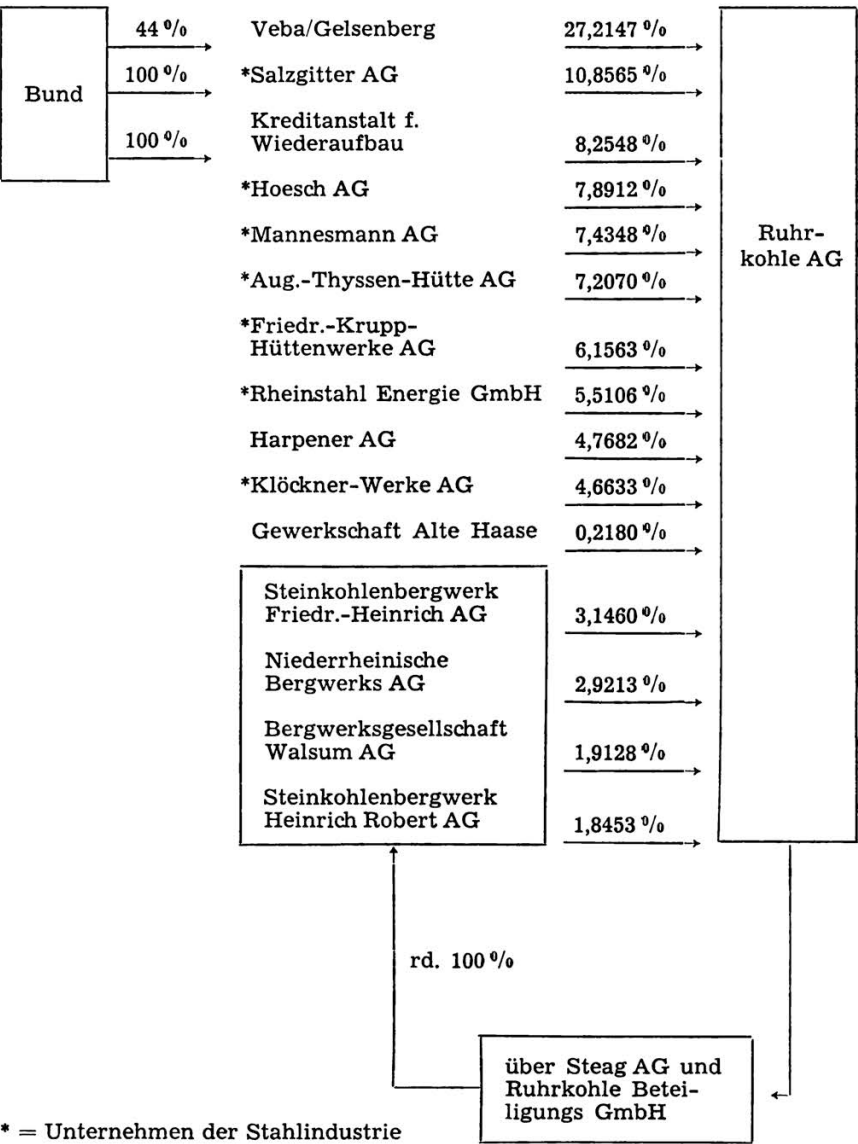 Bund
44 %
Veba/Gelsenberg
27,2147 %
100 %
*Salzgitter AG
10,8565 %
100 %
Kreditanstalt f.
Wiederaufbau
8,2548 %
*Hoesch AG
7,8912 %
*Mannesmann AG
7,4348 %
*Aug.-Thyssen-Hütte AG
7,2070 %
*Friedr.-Krupp-
Hüttenwerke AG
6,1563 %
*Rheinstahl Energie GmbH
5,5106 %
Harpener AG
4,7682 %
*Klöckner-Werke AG
4,6633 %
Gewerkschaft Alte Haase
0,2180 %
Steinkohlenbergwerk
Friedr.-Heinrich AG
3,1460 %
Niederrheinische
Bergwerks AG
2,9213 %
Bergwerksgesellschaft
Walsum AG
1,9128 %
Steinkohlenbergwerk
Heinrich Robert AG
1,8453 %
Ruhr-
kohle AG
rd. 100 %
über Steag AG und
Ruhrkohle Betei-
ligungs GmbH
* = Unternehmen der Stahlindustrie